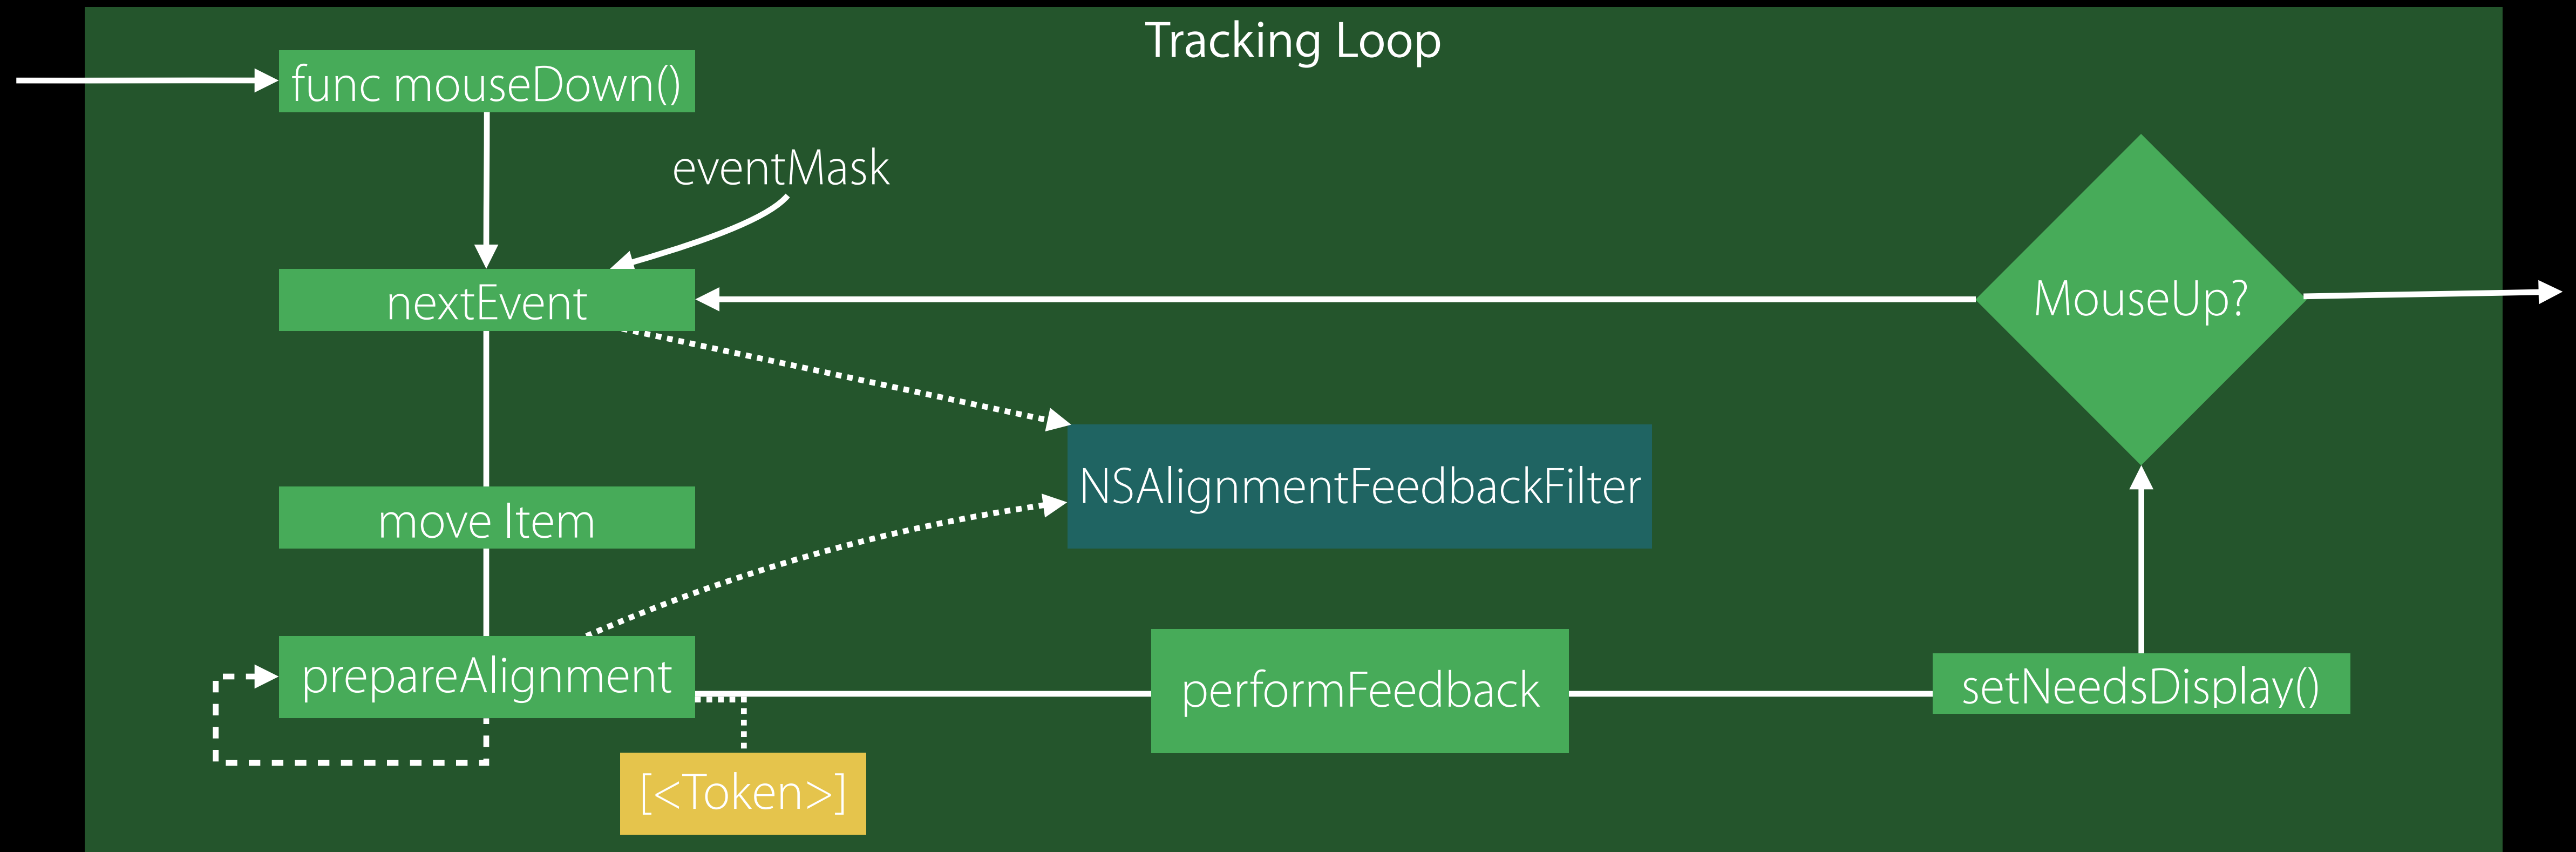 Tracking Loop
func mouseDown()
eventMask
nextEvent
MouseUp?
NSAlignmentFeedbackFilter
move Item
prepareAlignment
performFeedback
setNeedsDisplay()
[<Token>]